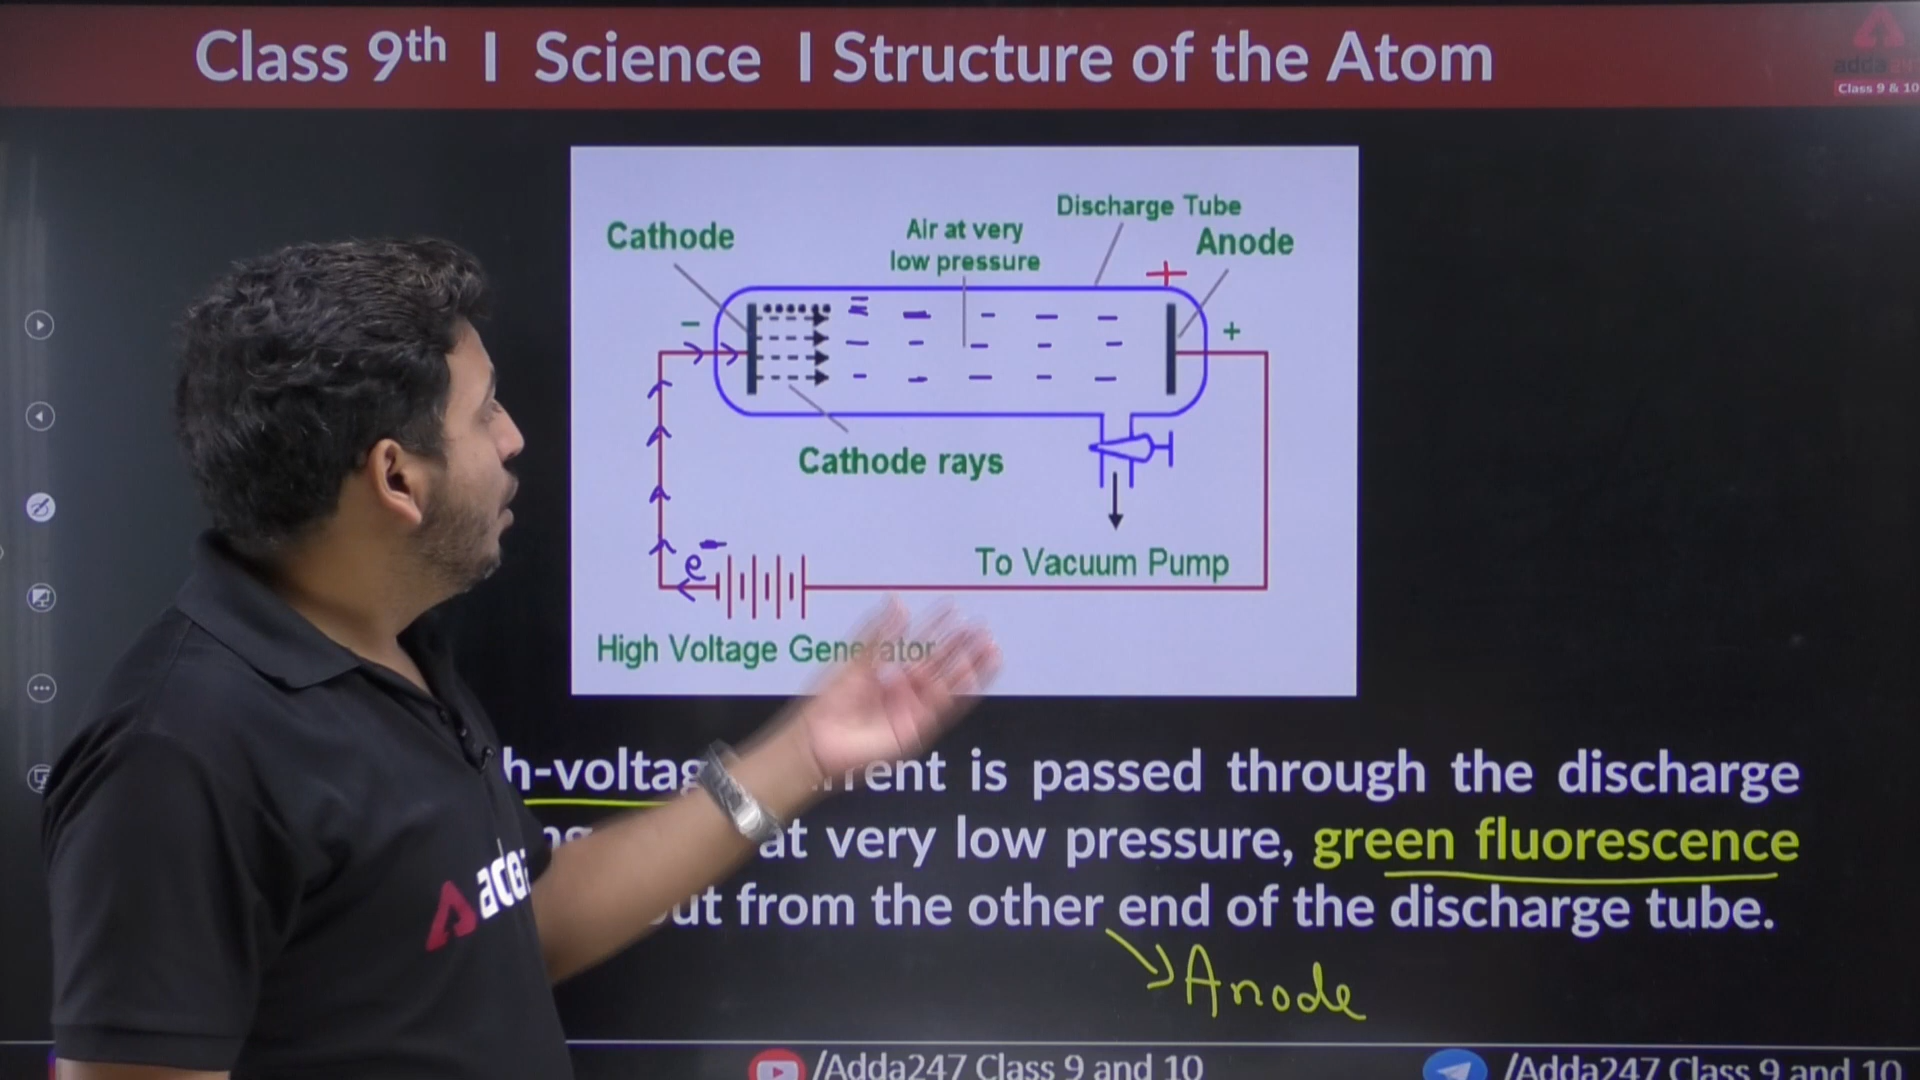 Class 9th I Science I Structure of the Atom
adda
Class 9 & 10
Discharge Tube
Cathode
Air at very
low pressure
Anode
+
−
+
Cathode rays
e−
To Vacuum Pump
High Voltage Generator
h-voltag ent is passed through the discharge
at very low pressure, green fluorescence
ut from the other end of the discharge tube.
Anode
/Adda247 Class 9 and 10
/Adda247 Class 9 and 10